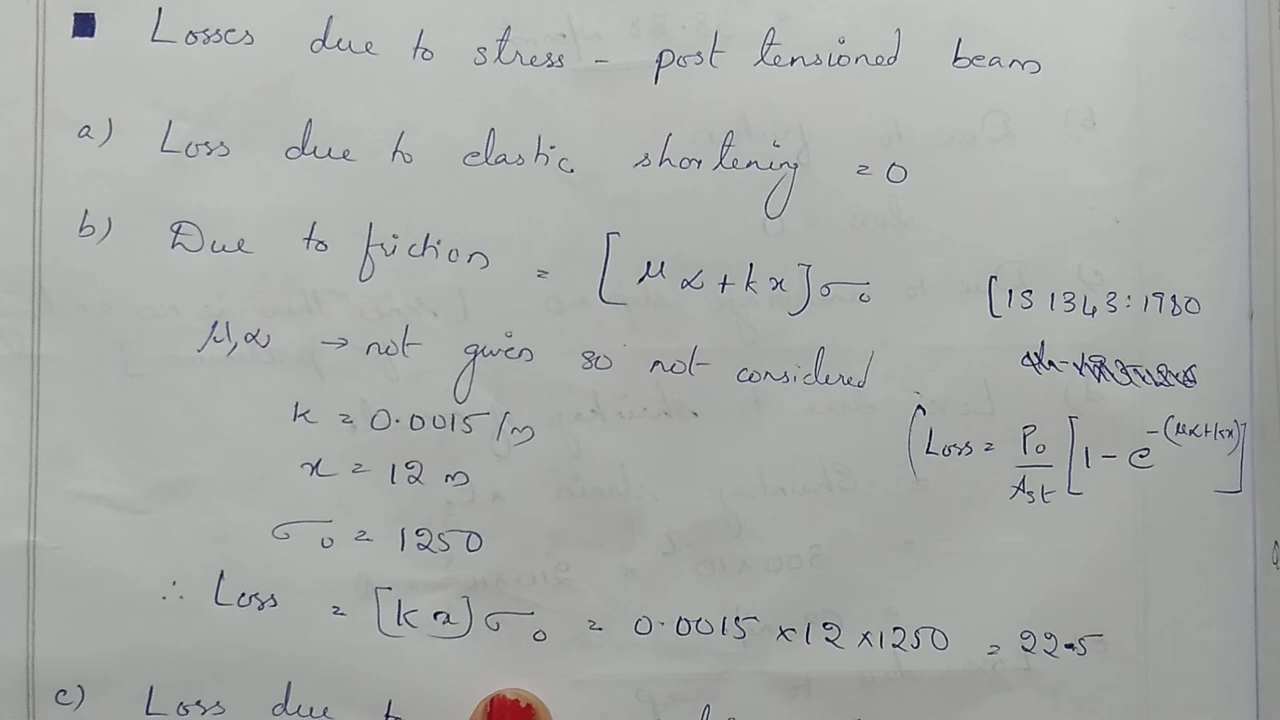 Losses due to stress - post tensioned beam
a) Loss due to elastic shortening = 0
b) Due to friction = [μα+kx]σ₀ [IS 1343:1980
μ,α → not given so not considered
k = 0.0015/m
(Loss = P₀/Ast [1-e^-(μα+kx)]
x = 12 m
σ₀ = 1250
∴ Loss = [kx]σ₀ = 0.0015×12×1250 = 22.5
c) Loss due